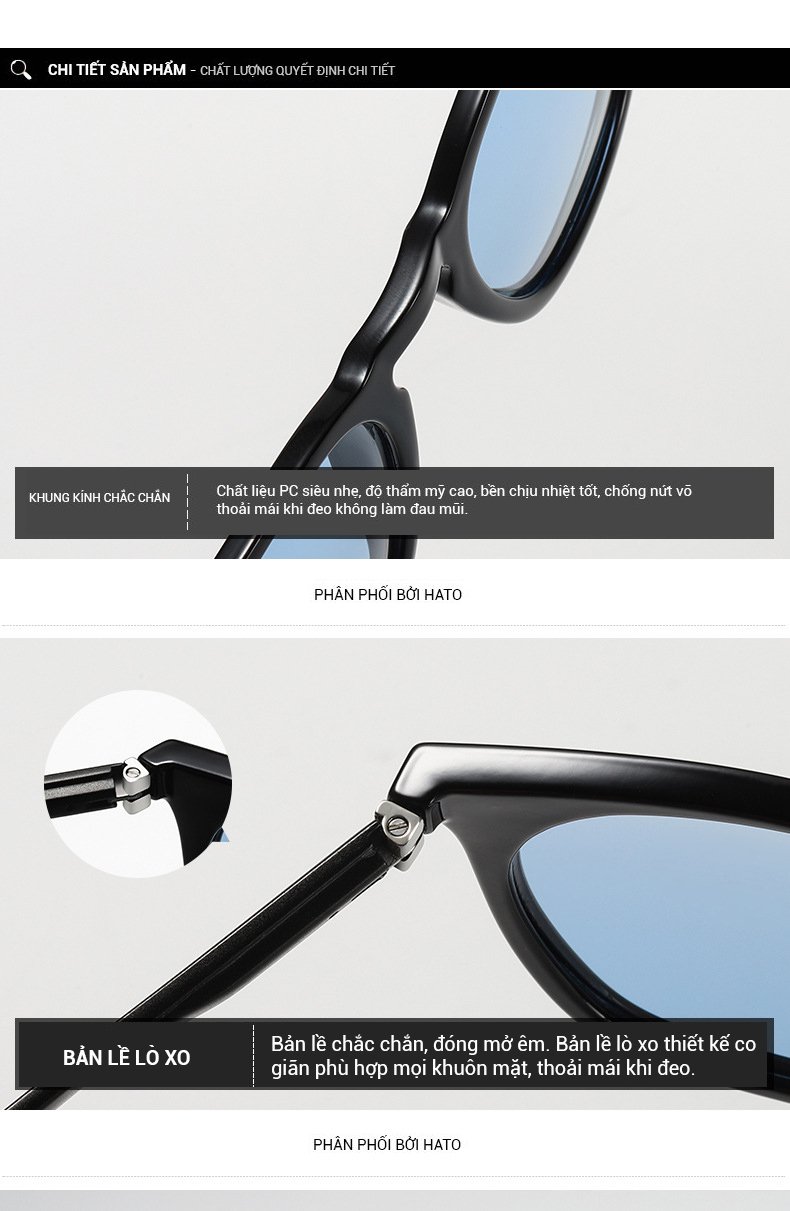 CHI TIẾT SẢN PHẨM - CHẤT LƯỢNG QUYẾT ĐỊNH CHI TIẾT
KHUNG KÍNH CHẮC CHẮN
Chất liệu PC siêu nhẹ, độ thẩm mỹ cao, bền chịu nhiệt tốt, chống nứt võ
thoải mái khi đeo không làm đau mũi.
PHÂN PHỐI BỞI HATO
BẢN LỀ LÒ XO
Bản lề chắc chắn, đóng mở êm. Bản lề lò xo thiết kế co
giãn phù hợp mọi khuôn mặt, thoải mái khi đeo.
PHÂN PHỐI BỞI HATO